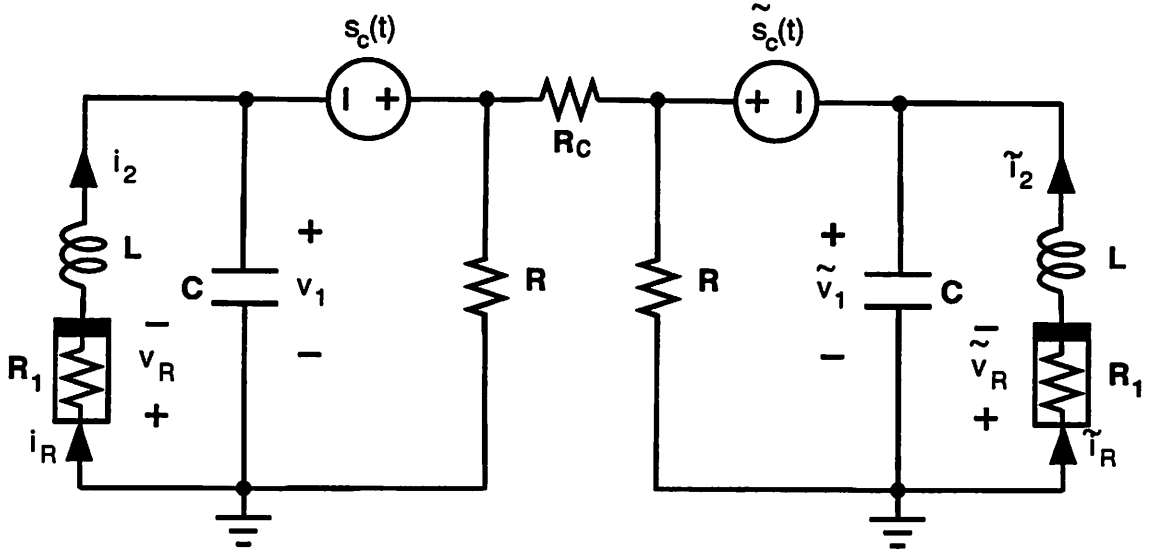 s_c(t)
s̃_c(t)
- +
+ -
R_C
i_2
ĩ_2
L
C
+
v_1
-
R
R
+
ṽ_1
-
C
L
R_1
-
v_R
+
-
ṽ_R
+
R_1
i_R
ĩ_R